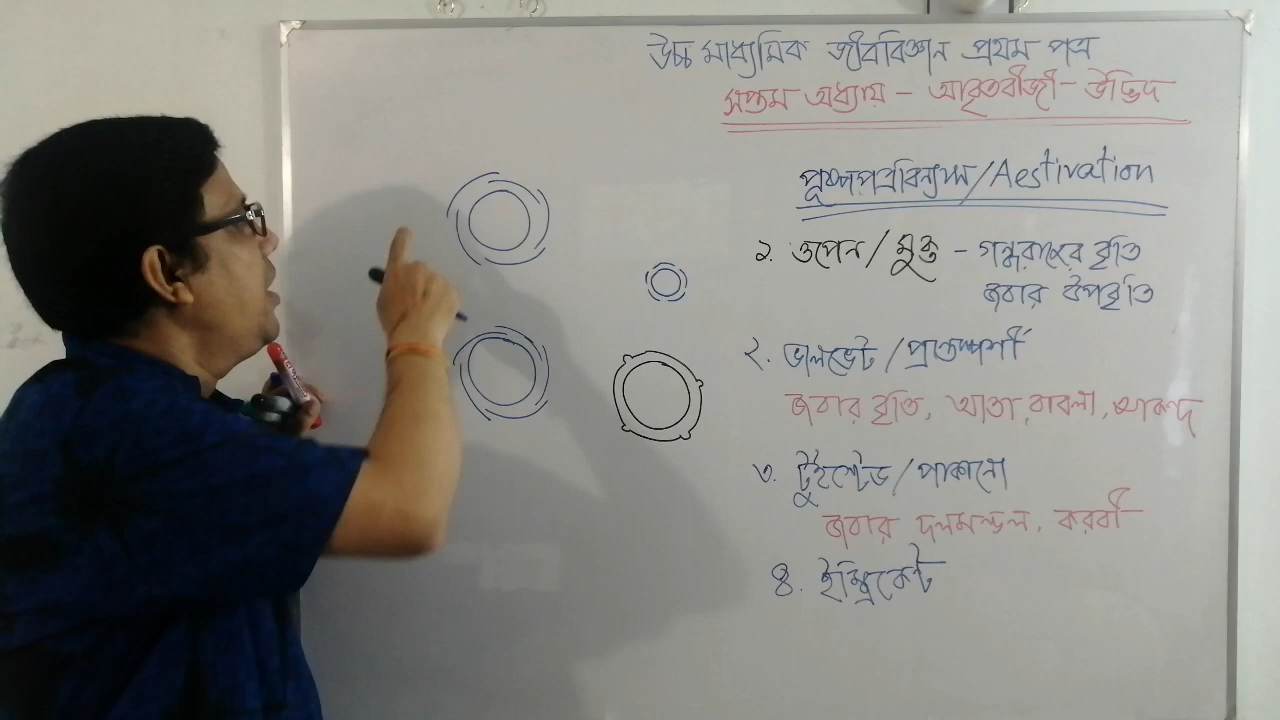 উচ্চ মাধ্যমিক জীববিজ্ঞান প্রথম পত্র
সপ্তম অধ্যায় – আবৃতবীজী – উদ্ভিদ
পুষ্পপত্রবিন্যাস/Aestivation
১. ওপেন/মুক্ত – গন্ধরাজের বৃতি
জবার উপবৃতি
২. ভালভেট/প্রান্তস্পর্শী
জবার বৃতি, আতা, বাবলা, আকন্দ
৩. টুইস্টেড/পাকানো
জবার দলমন্ডল, করবী
৪. ইম্ব্রিকেট